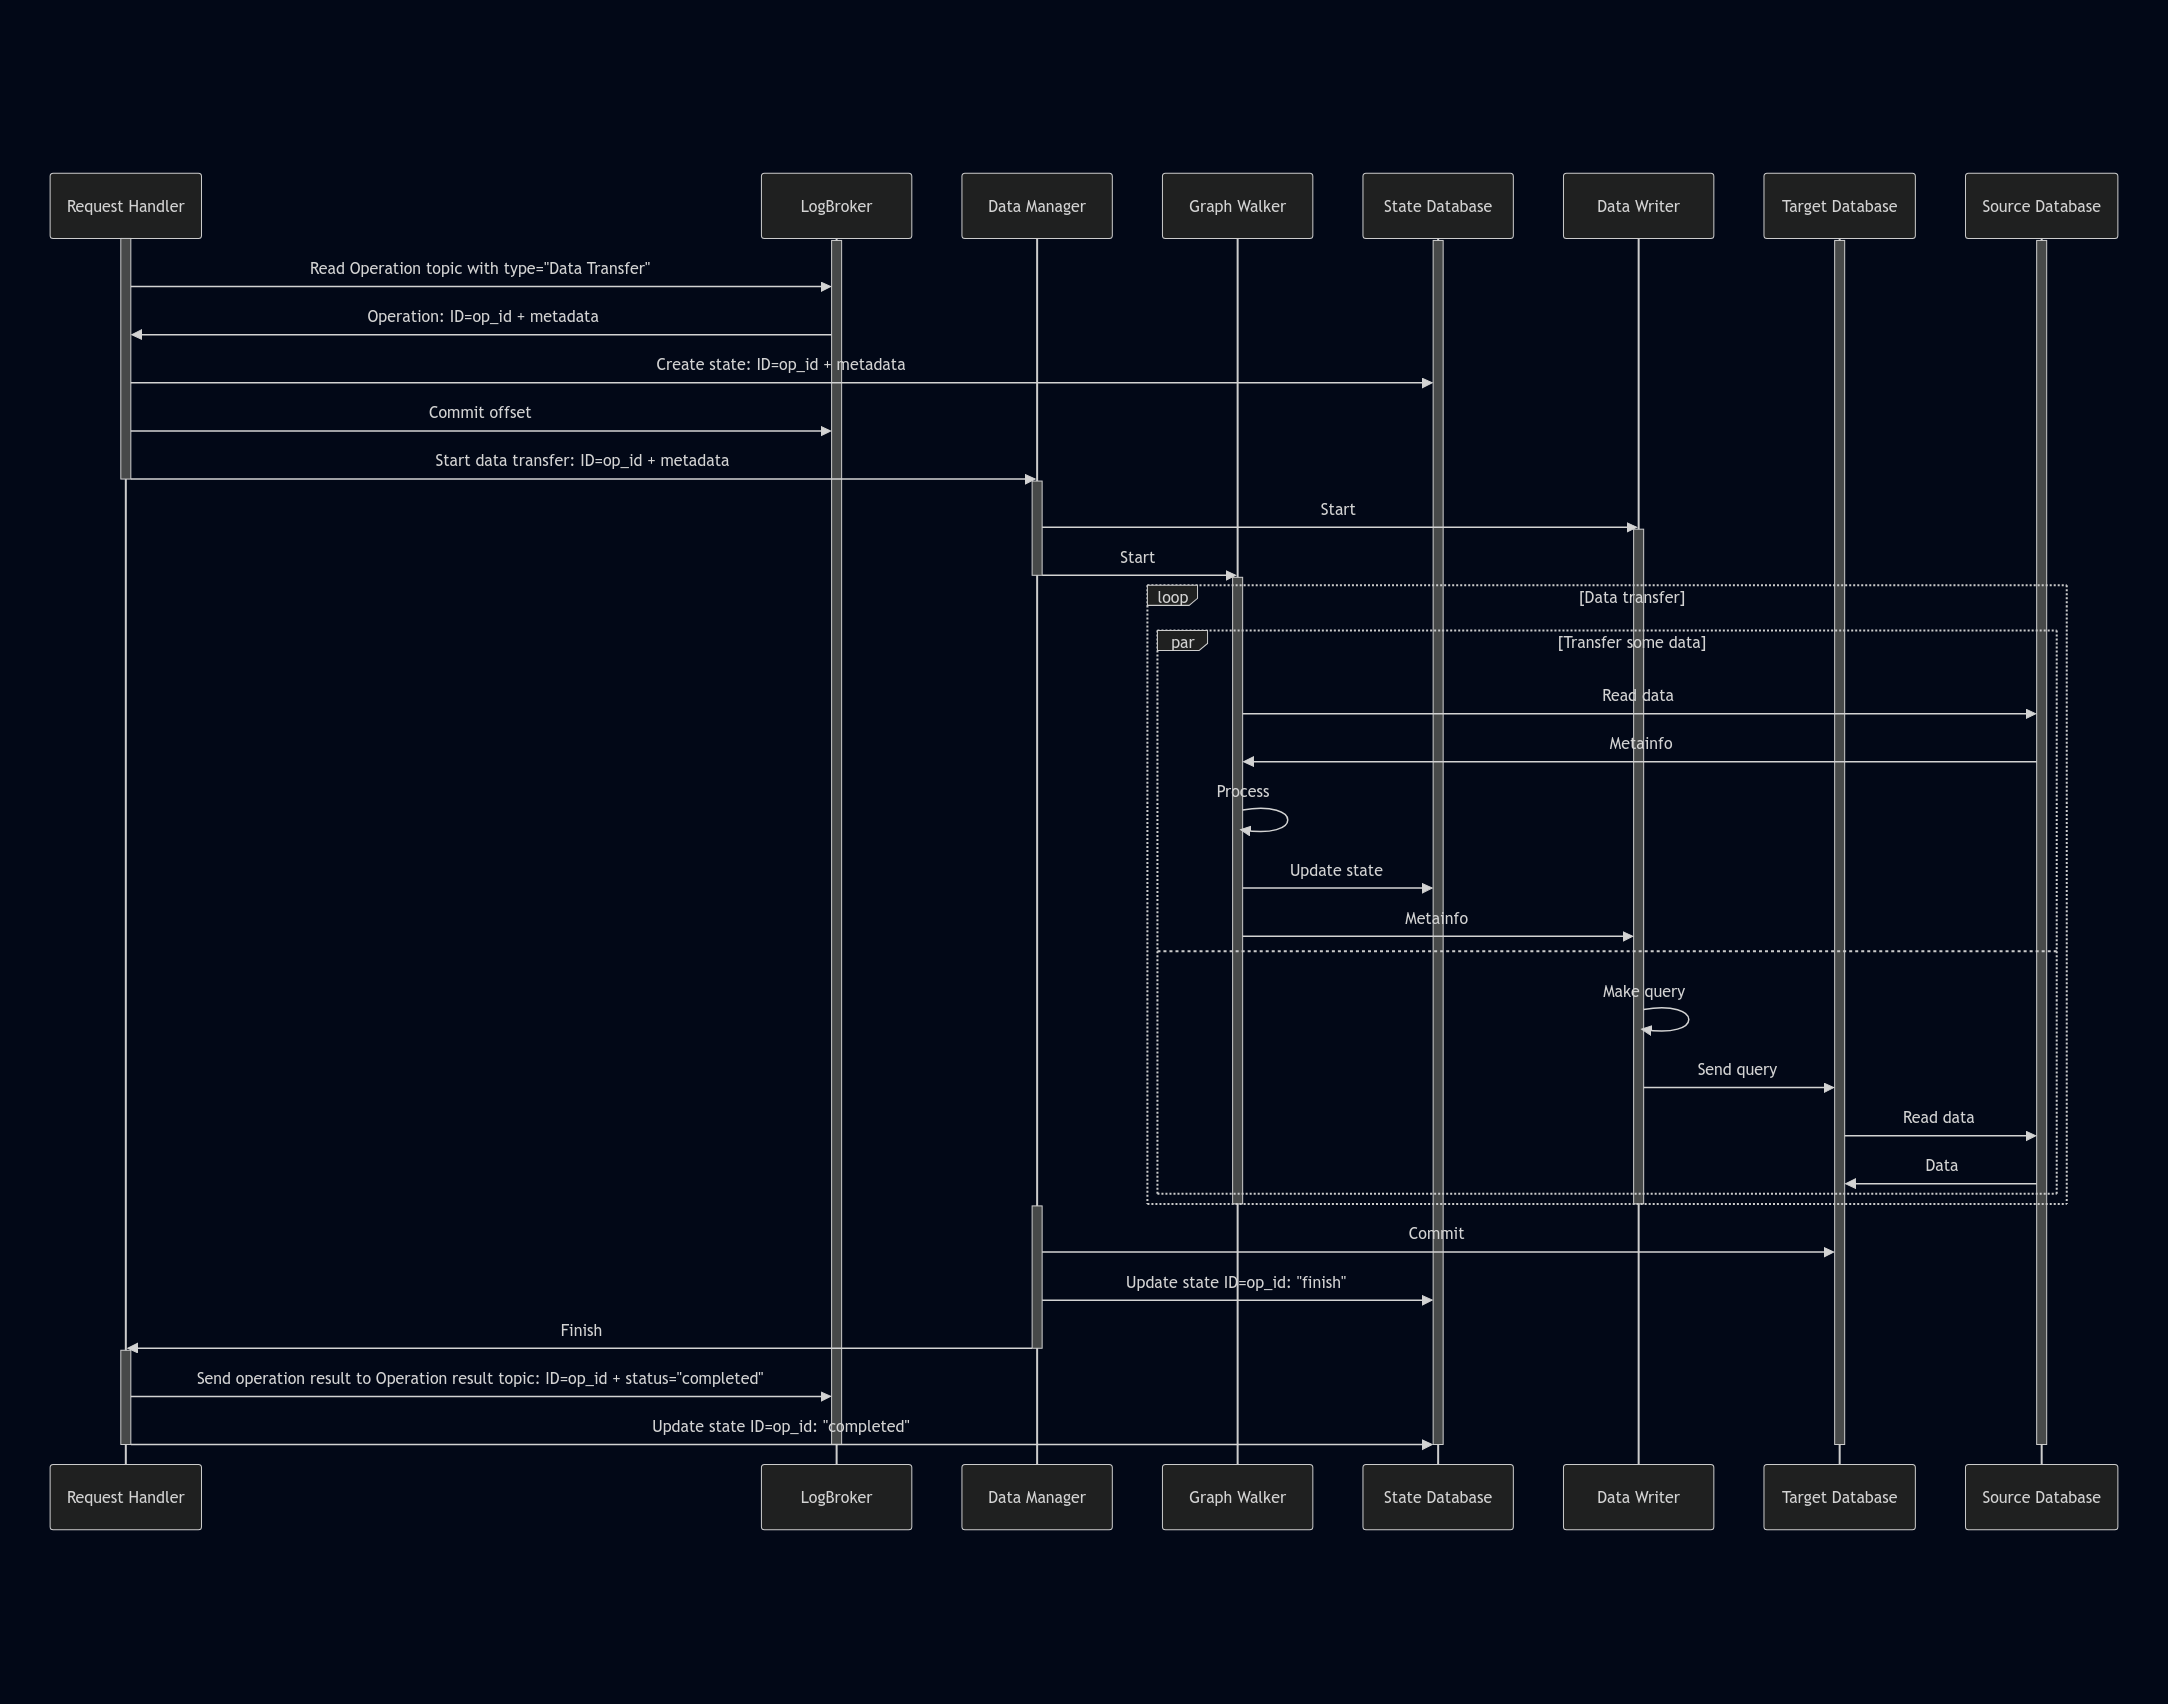 Request Handler
LogBroker
Data Manager
Graph Walker
State Database
Data Writer
Target Database
Source Database
Read Operation topic with type="Data Transfer"
Operation: ID=op_id + metadata
Create state: ID=op_id + metadata
Commit offset
Start data transfer: ID=op_id + metadata
Start
Start
loop
[Data transfer]
par
[Transfer some data]
Read data
Metainfo
Process
Update state
Metainfo
Make query
Send query
Read data
Data
Commit
Update state ID=op_id: "finish"
Finish
Send operation result to Operation result topic: ID=op_id + status="completed"
Update state ID=op_id: "completed"
Request Handler
LogBroker
Data Manager
Graph Walker
State Database
Data Writer
Target Database
Source Database